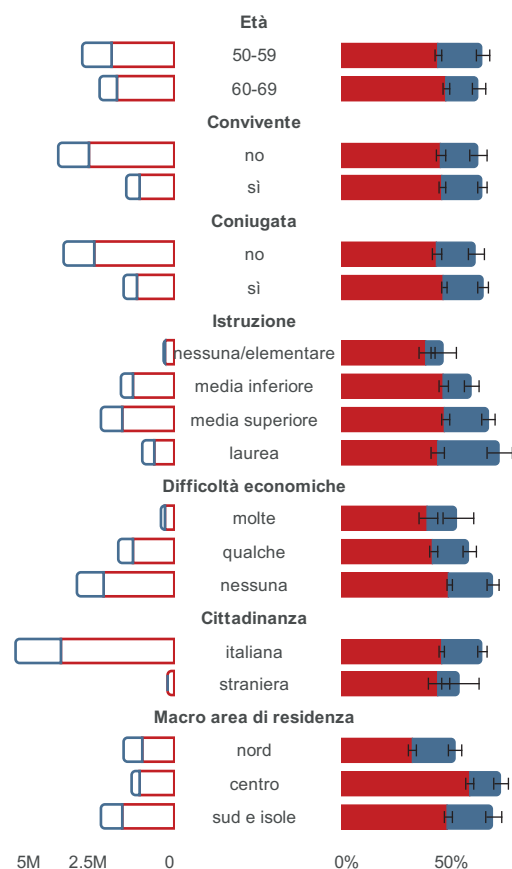 Età
50-59
60-69
Convivente
no
sì
Coniugata
no
sì
Istruzione
nessuna/elementare
media inferiore
media superiore
laurea
Difficoltà economiche
molte
qualche
nessuna
Cittadinanza
italiana
straniera
Macro area di residenza
nord
centro
sud e isole
5M 2.5M 0 0% 50%